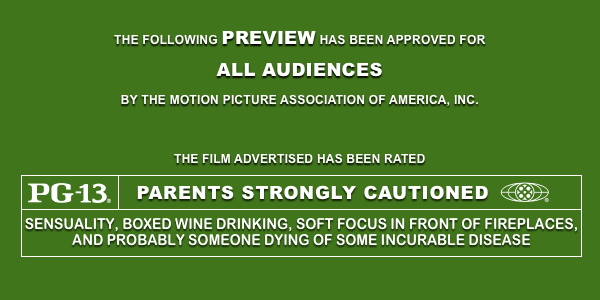 THE FOLLOWING PREVIEW HAS BEEN APPROVED FOR
ALL AUDIENCES
BY THE MOTION PICTURE ASSOCIATION OF AMERICA, INC.
THE FILM ADVERTISED HAS BEEN RATED
PG-13® PARENTS STRONGLY CAUTIONED ®
SENSUALITY, BOXED WINE DRINKING, SOFT FOCUS IN FRONT OF FIREPLACES,
AND PROBABLY SOMEONE DYING OF SOME INCURABLE DISEASE